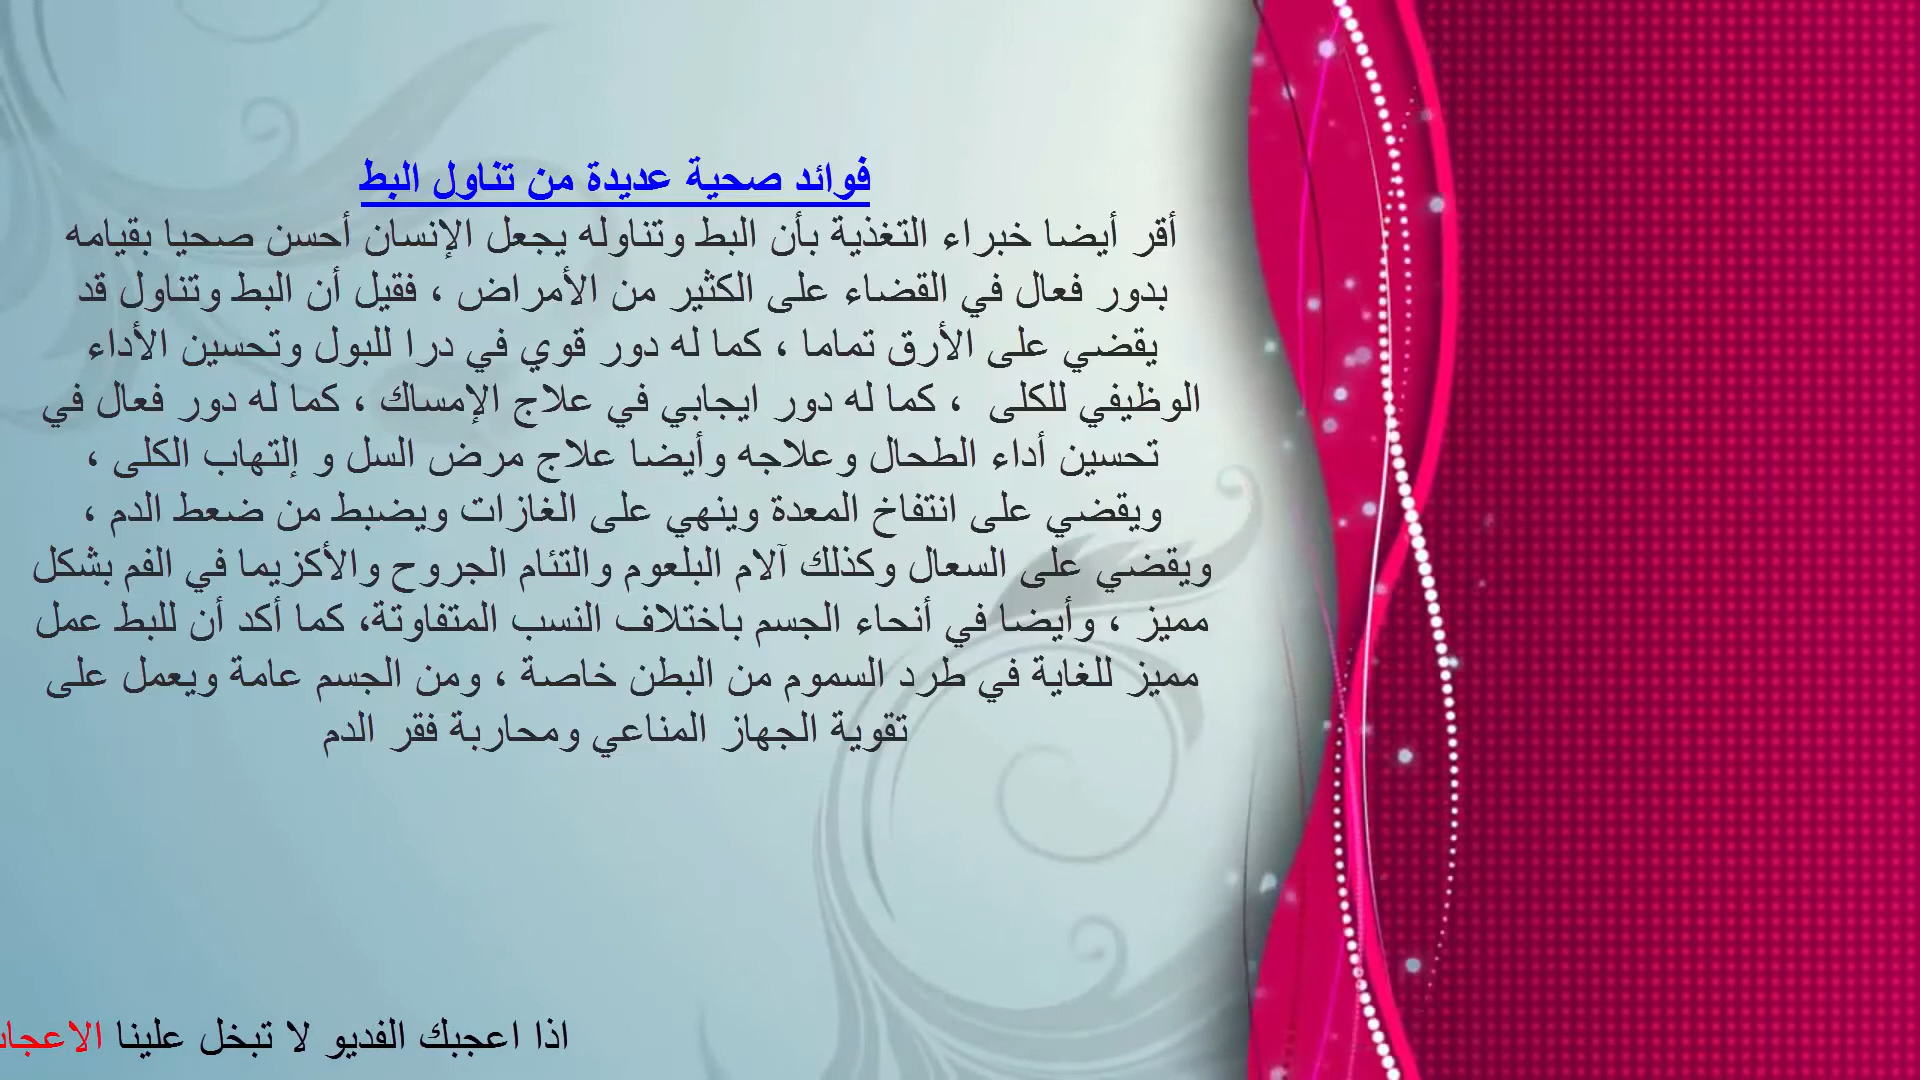 فوائد صحية عديدة من تناول البط
أقر أيضا خبراء التغذية بأن البط وتناوله يجعل الإنسان أحسن صحيا بقيامه
بدور فعال في القضاء على الكثير من الأمراض ، فقيل أن البط وتناول قد
يقضي على الأرق تماما ، كما له دور قوي في درا للبول وتحسين الأداء
الوظيفي للكلى ، كما له دور ايجابي في علاج الإمساك ، كما له دور فعال في
تحسين أداء الطحال وعلاجه وأيضا علاج مرض السل و إلتهاب الكلى ،
ويقضي على انتفاخ المعدة وينهي على الغازات ويضبط من ضعط الدم ،
ويقضي على السعال وكذلك آلام البلعوم والتئام الجروح والأكزيما في الفم بشكل
مميز ، وأيضا في أنحاء الجسم باختلاف النسب المتفاوتة، كما أكد أن للبط عمل
مميز للغاية في طرد السموم من البطن خاصة ، ومن الجسم عامة ويعمل على
تقوية الجهاز المناعي ومحاربة فقر الدم
اذا اعجبك الفديو لا تبخل علينا